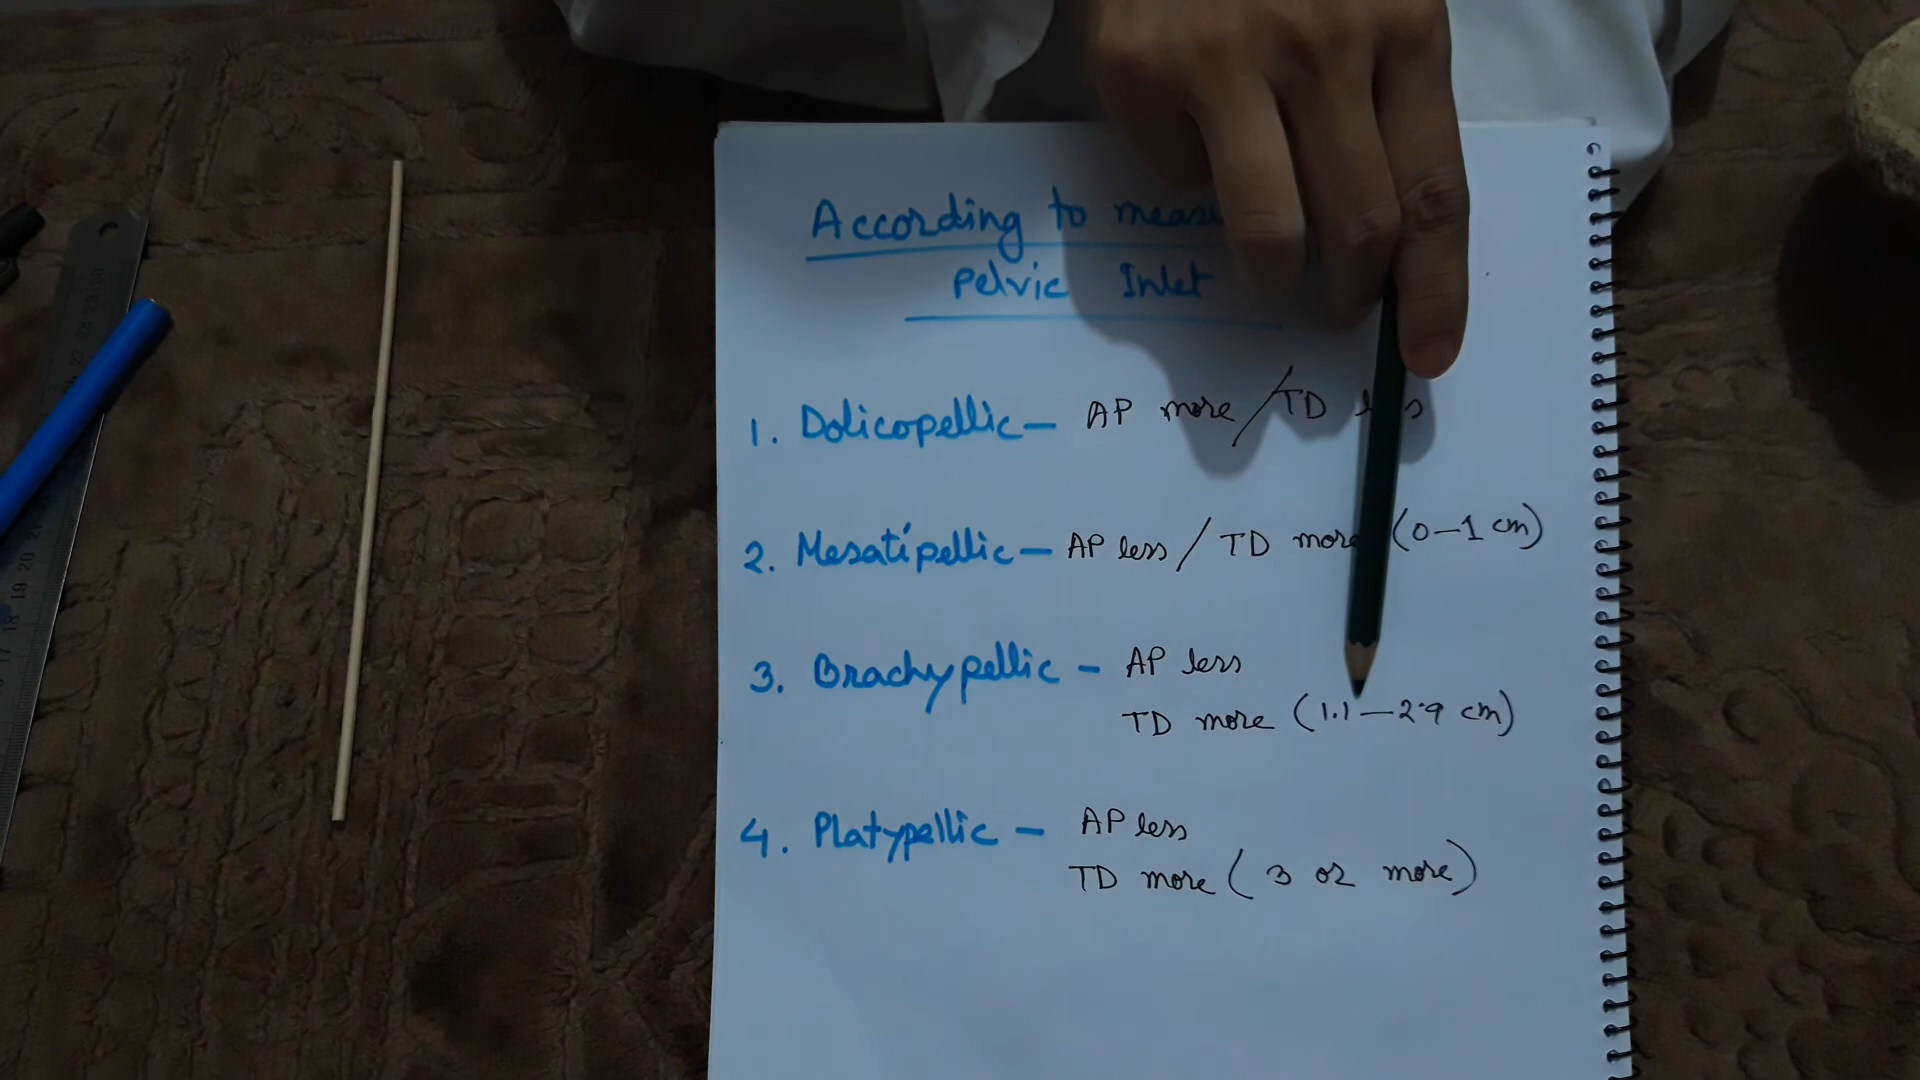 According to
Pelvic Inlet
1. Dolicopellic — AP more / TD
2. Mesatipellic — AP less / TD more (0—1 cm)
3. Brachypellic - AP less
TD more (1.1—2.9 cm)
4. Platypellic — AP less
TD more (3 or more)